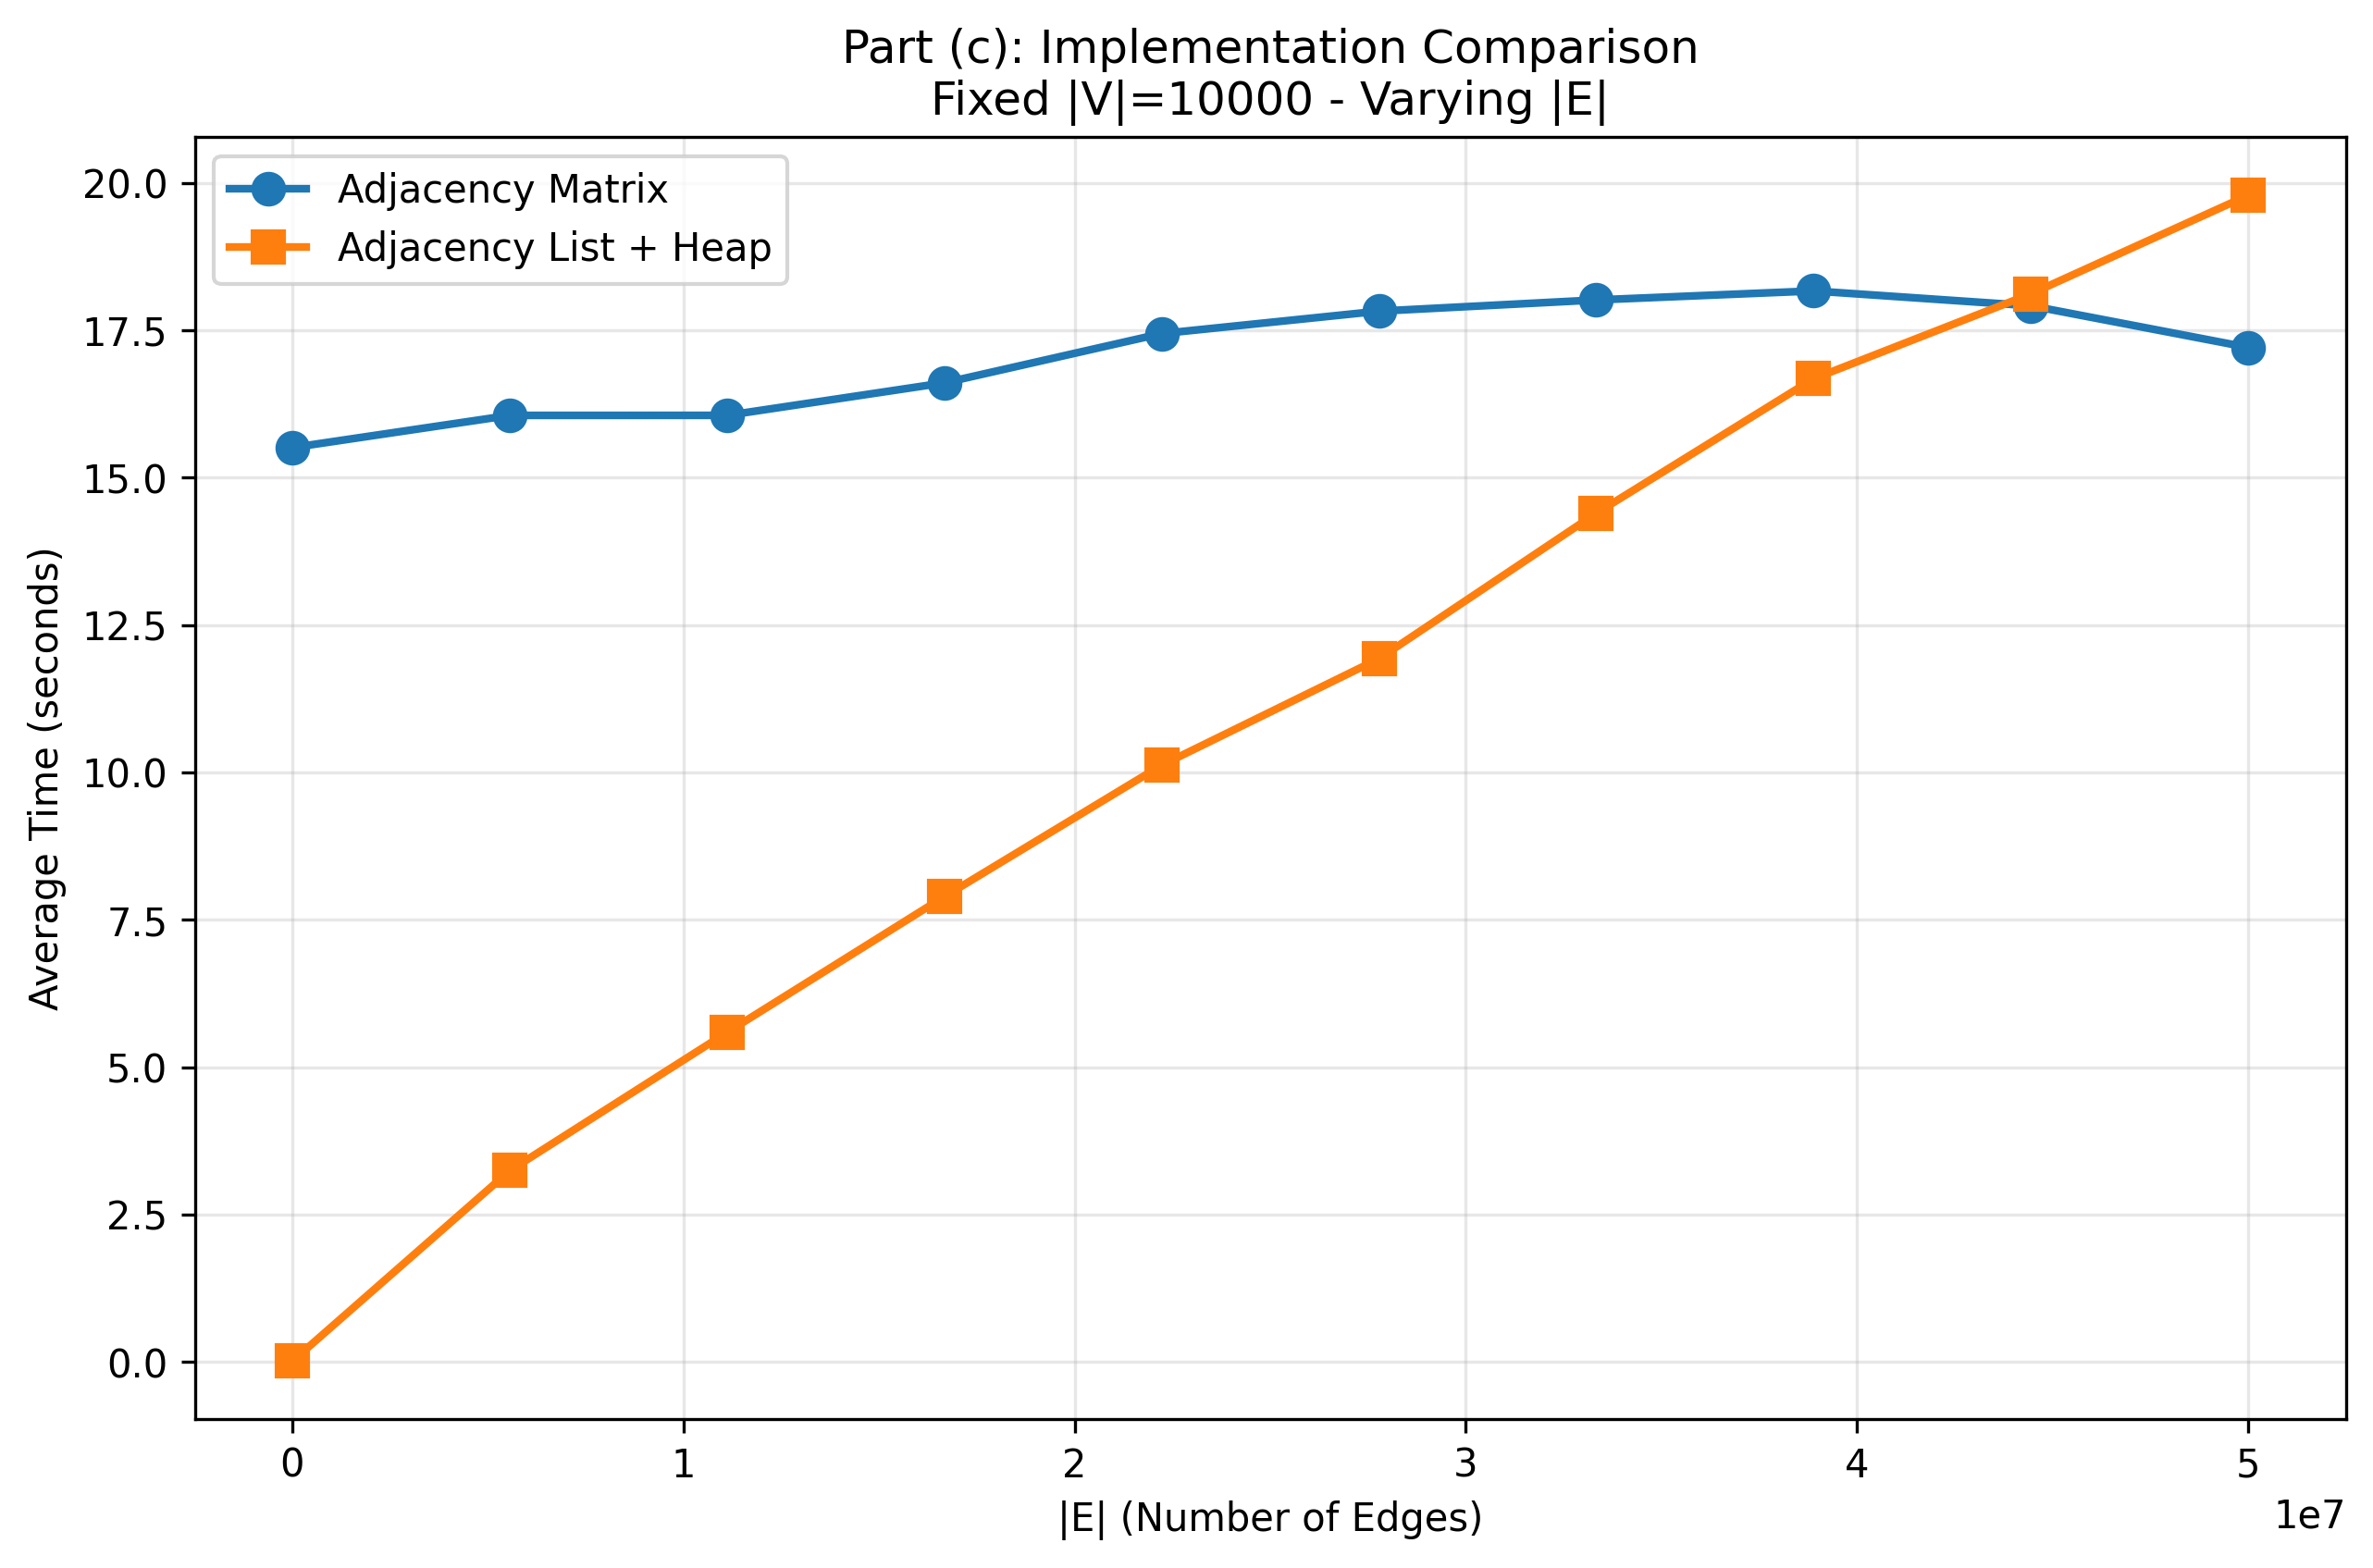 Part (c): Implementation Comparison
Fixed |V|=10000 - Varying |E|
Adjacency Matrix
Adjacency List + Heap
Average Time (seconds)
20.0
17.5
15.0
12.5
10.0
7.5
5.0
2.5
0.0
0 1 2 3 4 5
1e7
|E| (Number of Edges)